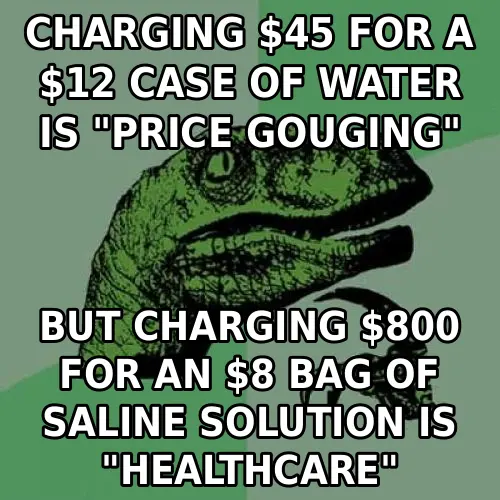 CHARGING $45 FOR A
$12 CASE OF WATER
IS "PRICE GOUGING"
BUT CHARGING $800
FOR AN $8 BAG OF
SALINE SOLUTION IS
"HEALTHCARE"